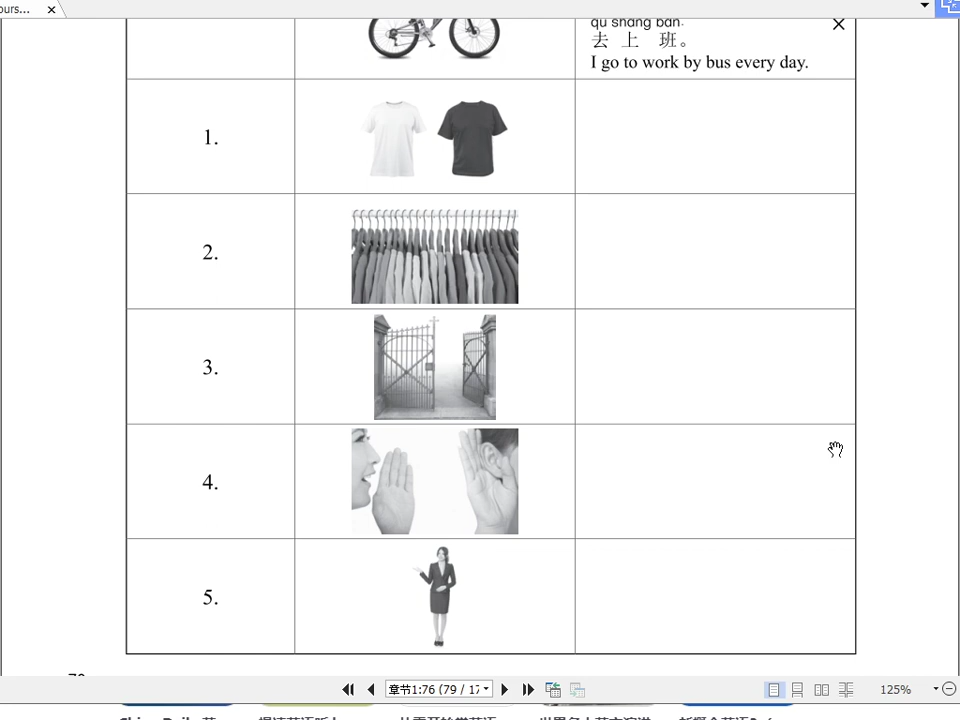 ours...
qù shàng bān.
去 上 班。
I go to work by bus every day.
1.
2.
3.
4.
5.
章节1:76 (79 / 17
125%